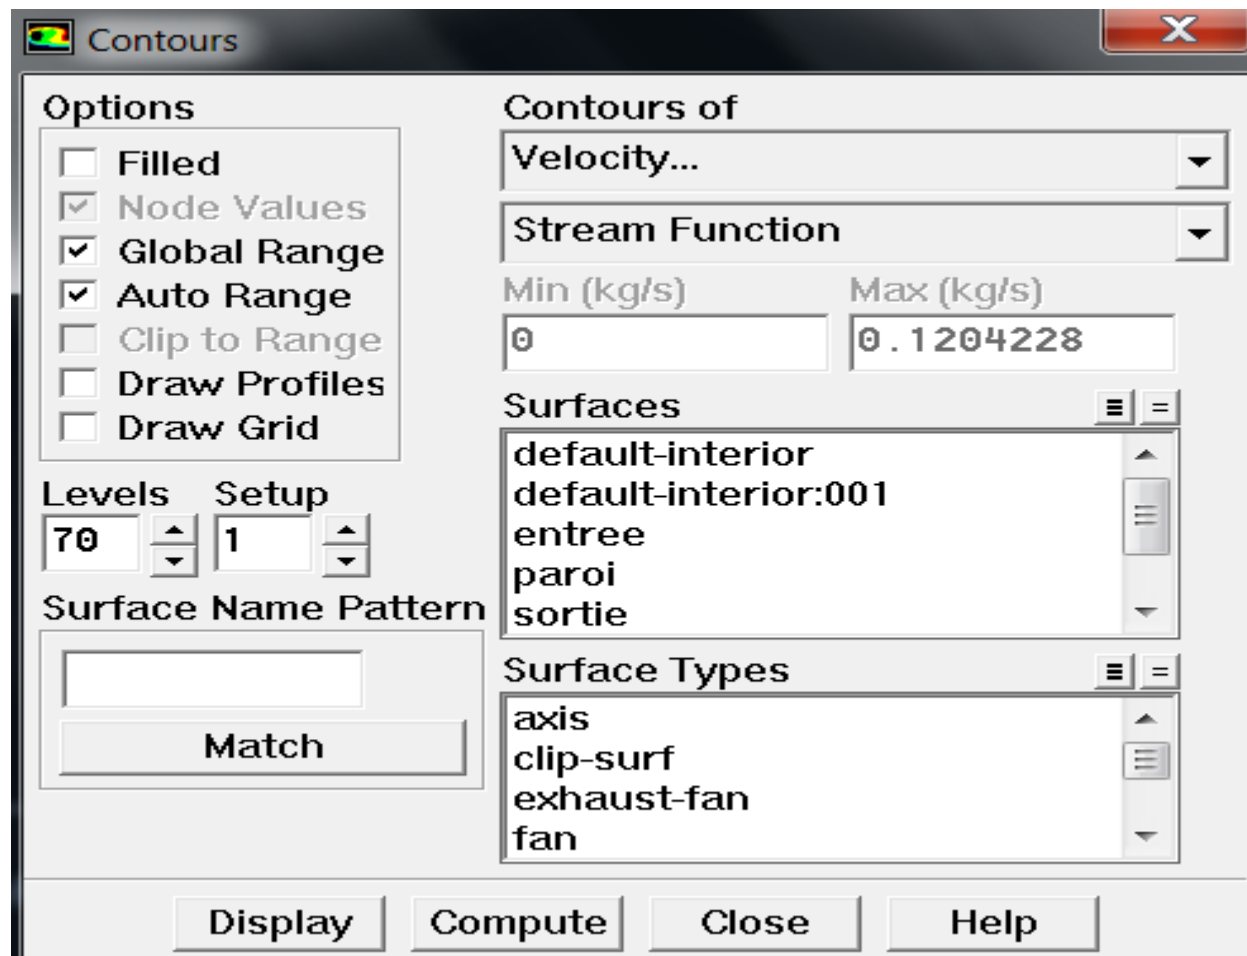 Contours
Options
Filled
Node Values
Global Range
Auto Range
Clip to Range
Draw Profiles
Draw Grid
Levels Setup
70 1
Surface Name Pattern
Match
Contours of
Velocity...
Stream Function
Min (kg/s) Max (kg/s)
0 0.1204228
Surfaces
default-interior
default-interior:001
entree
paroi
sortie
Surface Types
axis
clip-surf
exhaust-fan
fan
Display Compute Close Help